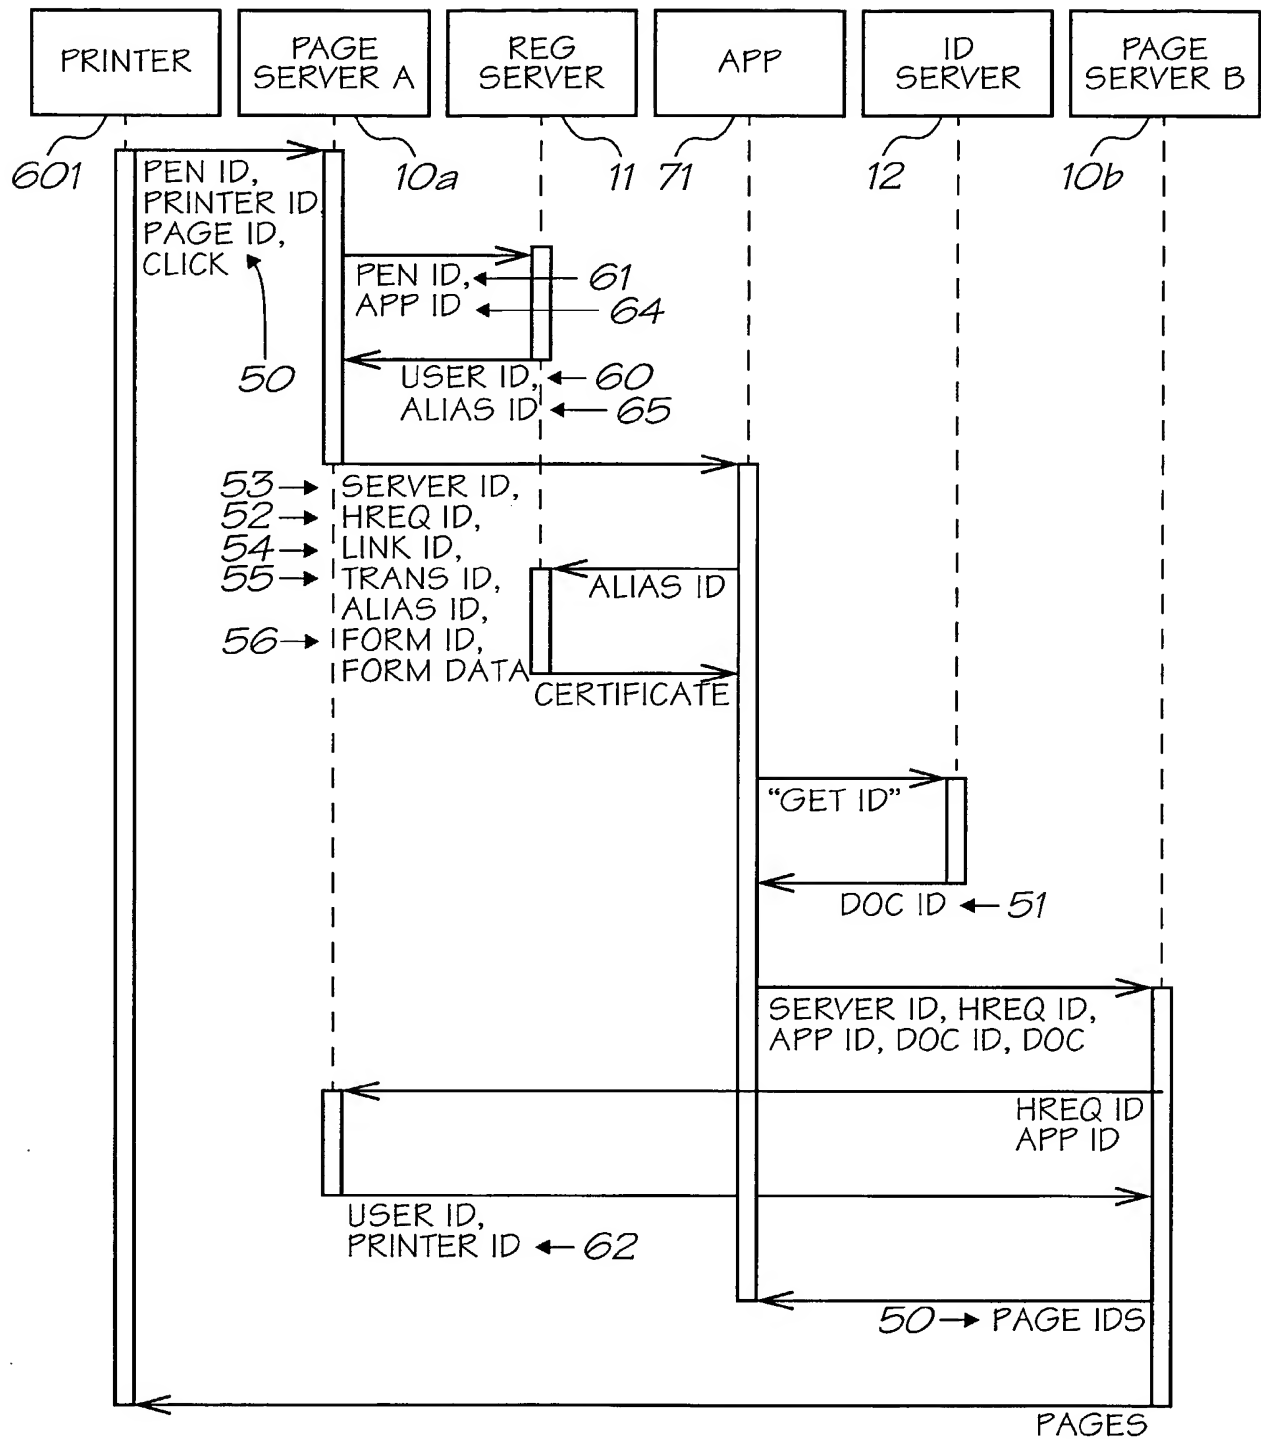 PRINTER
PAGE
SERVER A
REG
SERVER
APP
ID
SERVER
PAGE
SERVER B
601
10a
11
71
12
10b
PEN ID,
PRINTER ID
PAGE ID,
CLICK
50
PEN ID,
61
APP ID
64
USER ID,
60
ALIAS ID
65
53
SERVER ID,
52
HREQ ID,
54
LINK ID,
55
TRANS ID,
ALIAS ID,
56
FORM ID,
FORM DATA
ALIAS ID
CERTIFICATE
“GET ID”
DOC ID
51
SERVER ID, HREQ ID,
APP ID, DOC ID, DOC
HREQ ID
APP ID
USER ID,
PRINTER ID
62
50
PAGE IDS
PAGES